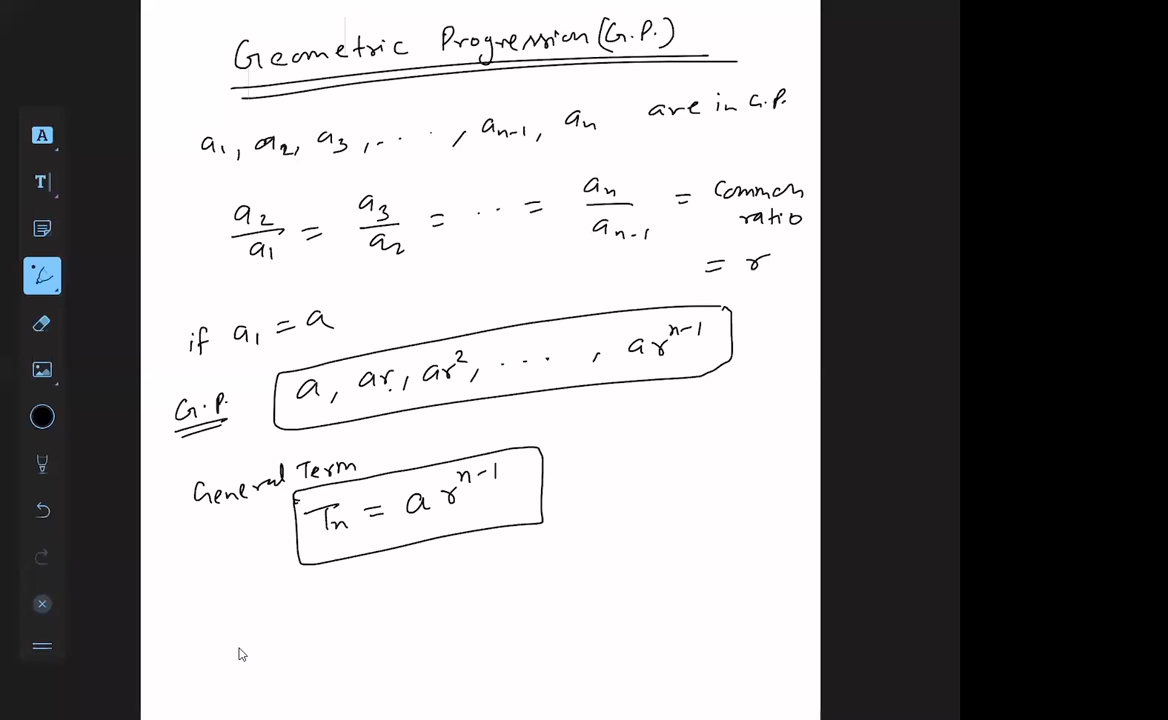 Geometric Progression (G.P.)
a₁, a₂, a₃, ..., aₙ₋₁, aₙ are in G.P.
a₂/a₁ = a₃/a₂ = ... = aₙ/aₙ₋₁ = Common ratio
= r
if a₁ = a
G.P. a, ar, ar², ..., arⁿ⁻¹
General Term
Tₙ = a rⁿ⁻¹